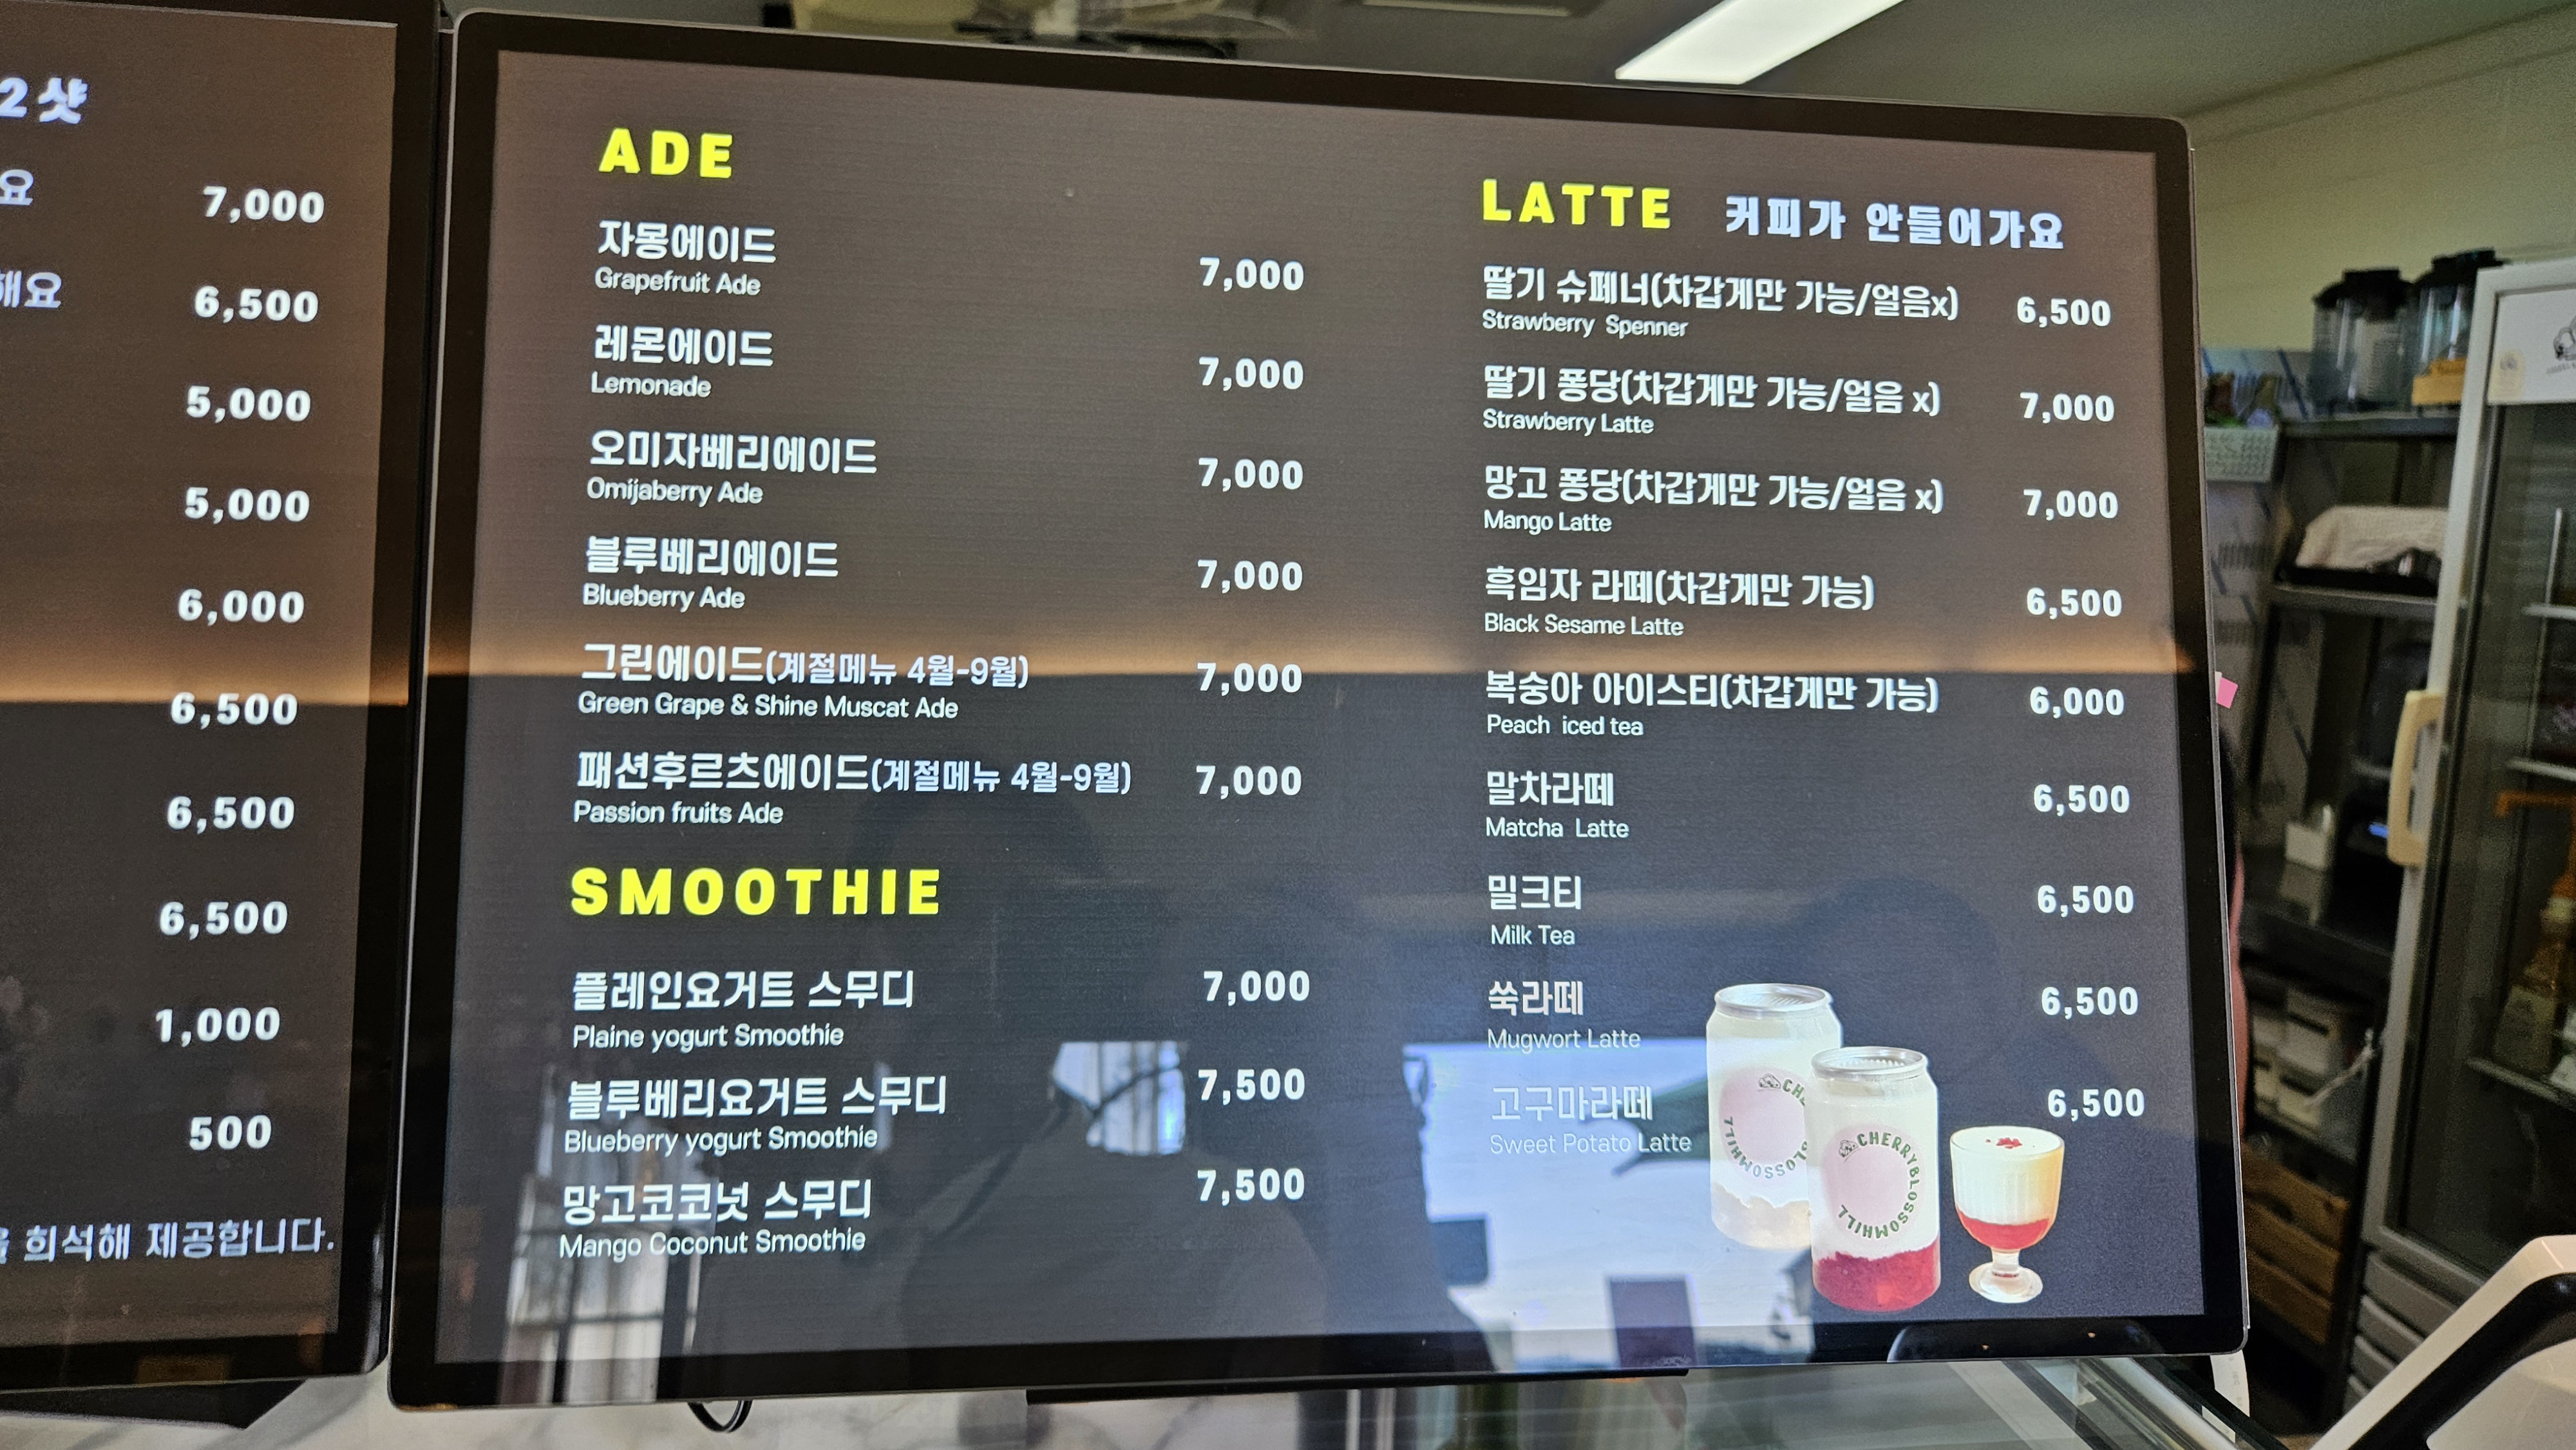 2샷
요
7,000
해요
6,500
5,000
5,000
6,000
6,500
6,500
6,500
1,000
500
희석해 제공합니다.
ADE
자몽에이드
Grapefruit Ade
7,000
레몬에이드
Lemonade
7,000
오미자베리에이드
Omijaberry Ade
7,000
블루베리에이드
Blueberry Ade
7,000
그린에이드(계절메뉴 4월-9월)
Green Grape & Shine Muscat Ade
7,000
패션후르츠에이드(계절메뉴 4월-9월)
Passion fruits Ade
7,000
SMOOTHIE
플레인요거트 스무디
Plaine yogurt Smoothie
7,000
블루베리요거트 스무디
Blueberry yogurt Smoothie
7,500
망고코코넛 스무디
Mango Coconut Smoothie
7,500
LATTE 커피가 안들어가요
딸기 슈페너(차갑게만 가능/얼음x)
Strawberry Spenner
6,500
딸기 퐁당(차갑게만 가능/얼음 x)
Strawberry Latte
7,000
망고 퐁당(차갑게만 가능/얼음 x)
Mango Latte
7,000
흑임자 라떼(차갑게만 가능)
Black Sesame Latte
6,500
복숭아 아이스티(차갑게만 가능)
Peach iced tea
6,000
말차라떼
Matcha Latte
6,500
밀크티
Milk Tea
6,500
쑥라떼
Mugwort Latte
6,500
고구마라떼
Sweet Potato Latte
6,500
CHE
BLOSSOMHILL
CHERRYBLOSSOMHILL